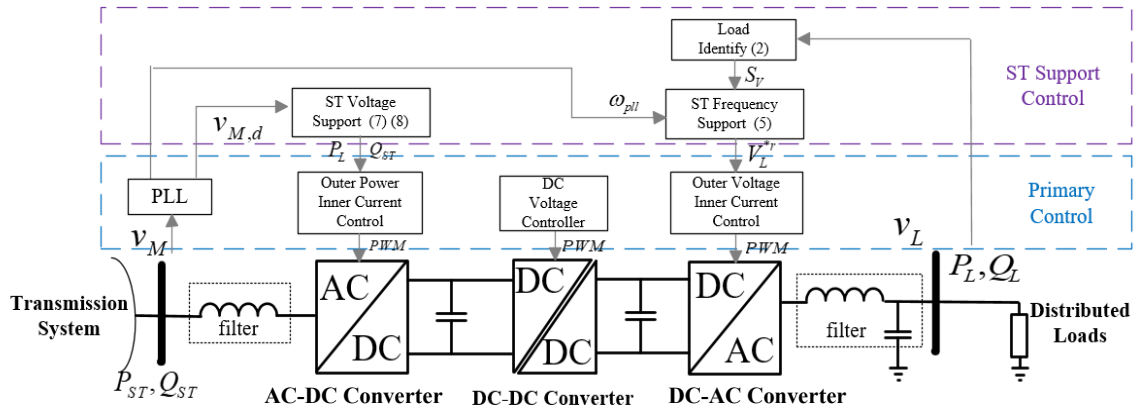 Load
Identify (2)
ST Support
Control
S_V
ω_pll
ST Voltage
Support (7) (8)
ST Frequency
Support (5)
v_M,d
P_L Q_ST
V_L^*r
PLL
Outer Power
Inner Current
Control
DC
Voltage
Controller
Outer Voltage
Inner Current
Control
Primary
Control
v_M
PWM
PWM
PWM
v_L
P_L, Q_L
Transmission
System
filter
AC
DC
DC
DC
DC
AC
filter
Distributed
Loads
P_ST, Q_ST
AC-DC Converter
DC-DC Converter
DC-AC Converter